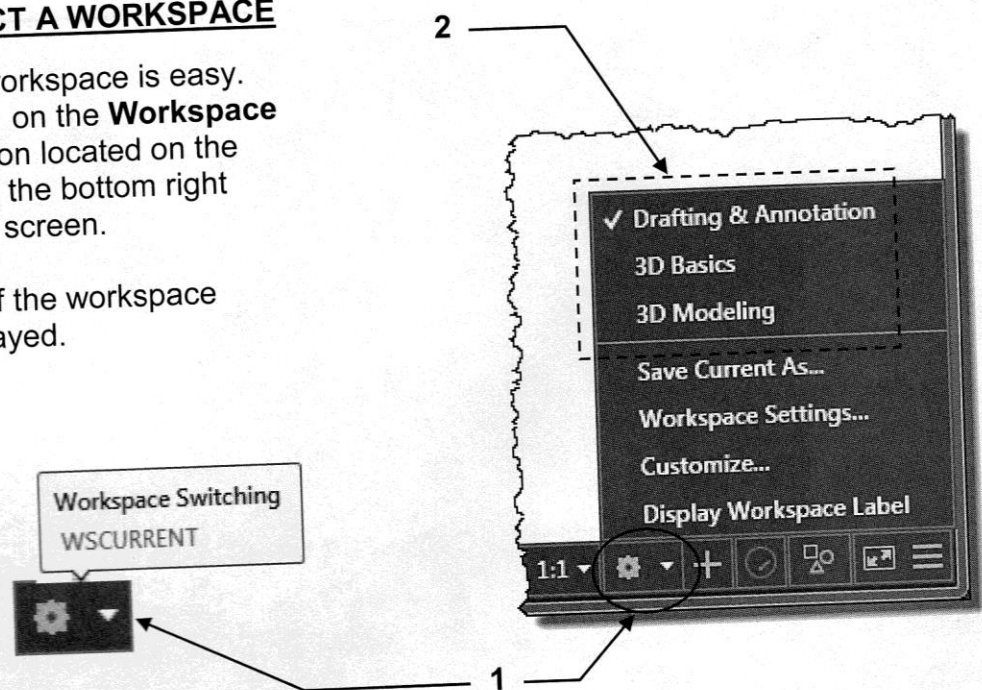 CT A WORKSPACE
2
orkspace is easy.
on the Workspace
on located on the
the bottom right
screen.
f the workspace
ayed.
✓ Drafting & Annotation
3D Basics
3D Modeling
Save Current As...
Workspace Settings...
Customize...
Display Workspace Label
1:1
Workspace Switching
WSCURRENT
1